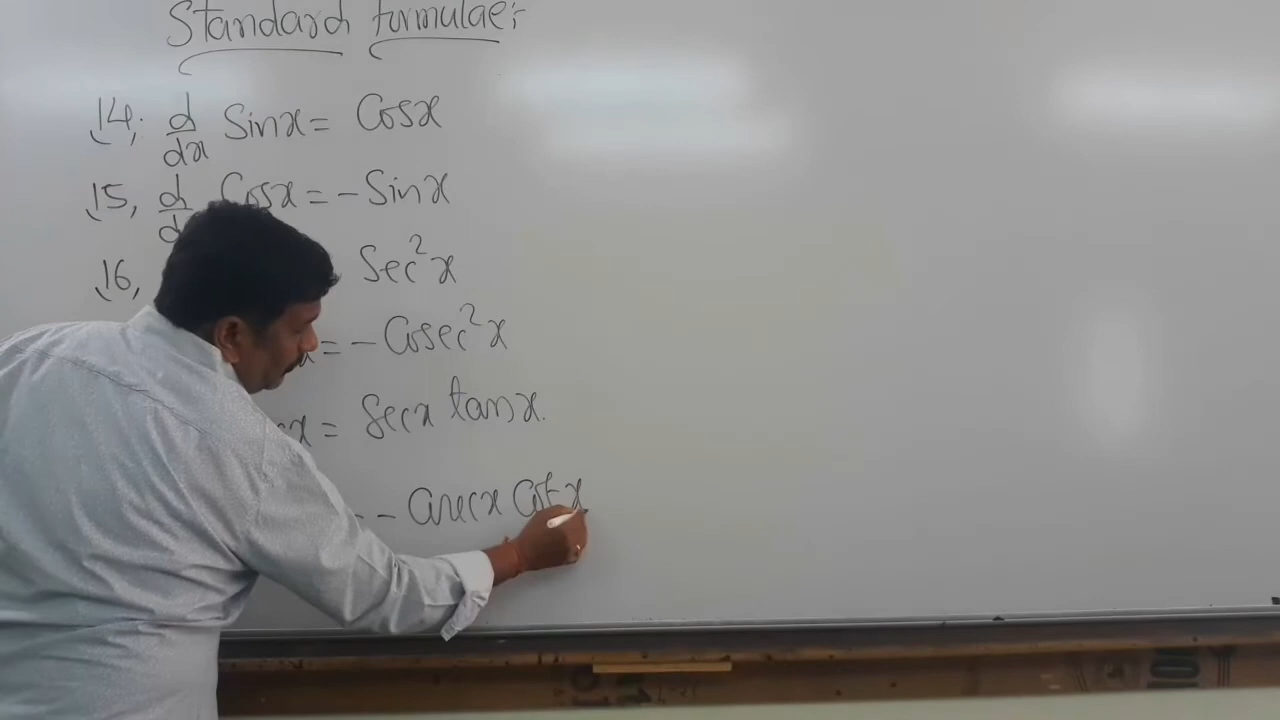 Standard formulae:-
14, d/dx Sinx = Cosx
15, d/d Cosx = - Sinx
16, Sec²x
x = - Cosec²x
x = Secx tanx.
- Cosecx Cotx